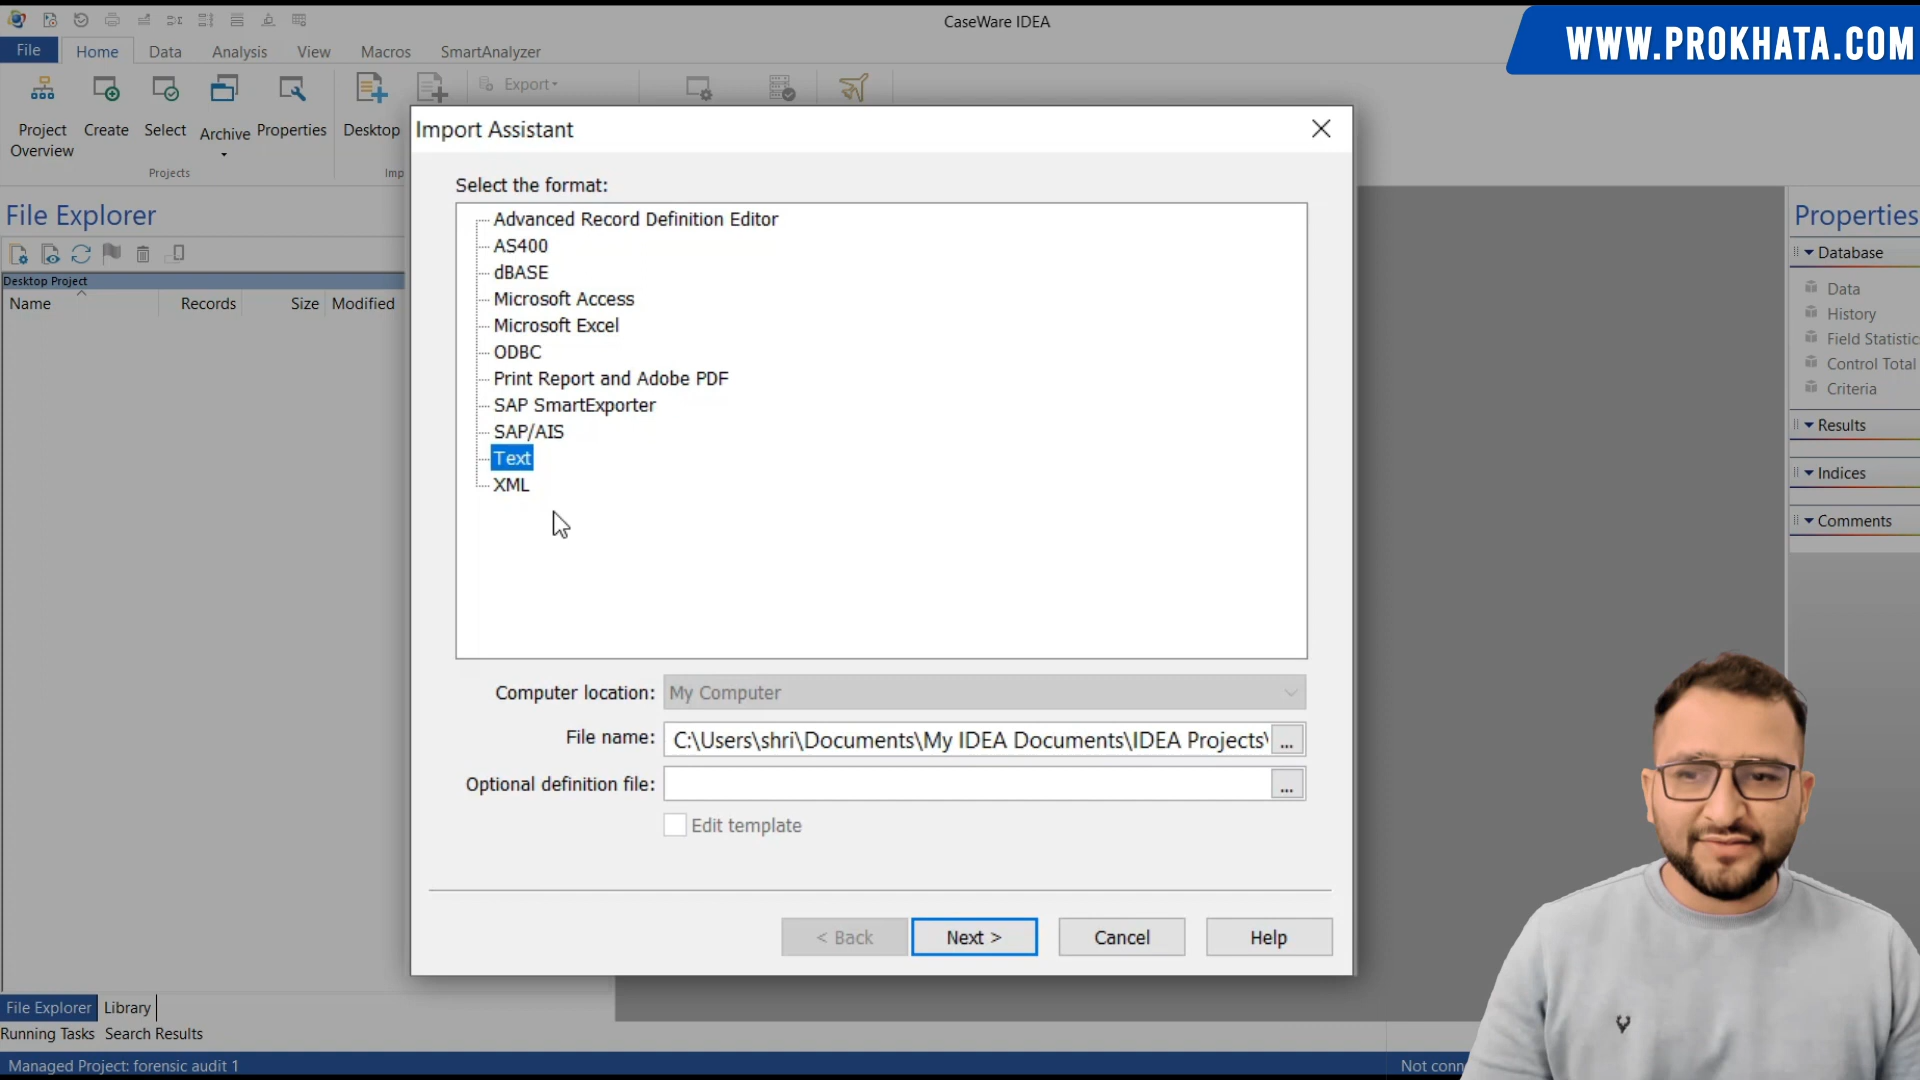 CaseWare IDEA
WWW.PROKHATA.COM
File Home Data Analysis View Macros SmartAnalyzer
Export
Project Overview Create Select Archive Properties Desktop
Projects
Import Assistant
Select the format:
Advanced Record Definition Editor
AS400
dBASE
Microsoft Access
Microsoft Excel
ODBC
Print Report and Adobe PDF
SAP SmartExporter
SAP/AIS
Text
XML
Computer location: My Computer
File name: C:\Users\shri\Documents\My IDEA Documents\IDEA Projects\ ...
Optional definition file: ...
Edit template
< Back Next > Cancel Help
File Explorer
Desktop Project
Name Records Size Modified
Properties
Database
Data
History
Field Statistic
Control Total
Criteria
Results
Indices
Comments
File Explorer Library
Running Tasks Search Results
Managed Project: forensic audit 1
Not conn